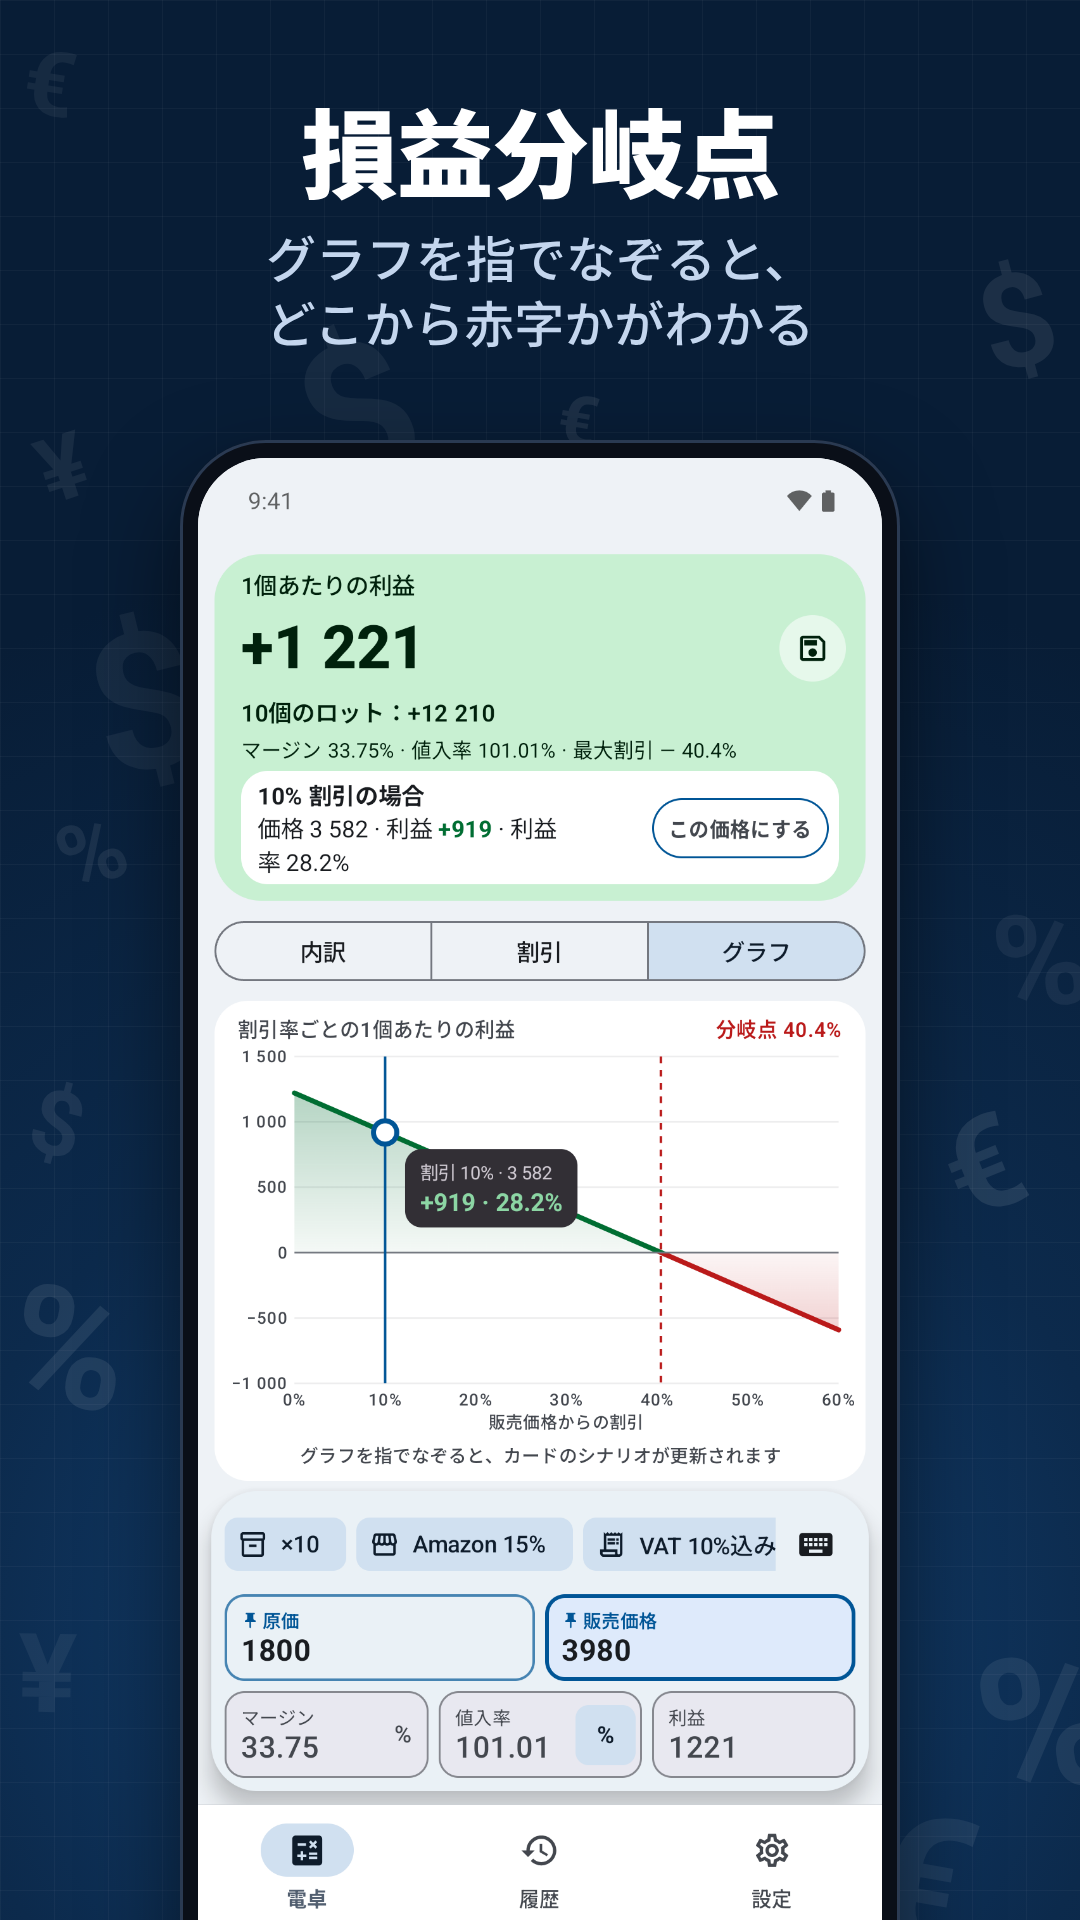 損益分岐点
グラフを指でなぞると、
どこから赤字かがわかる
9:41
1個あたりの利益
+1 221
10個のロット：+12 210
マージン 33.75% · 値入率 101.01% · 最大割引 − 40.4%
10% 割引の場合
価格 3 582 · 利益 +919 · 利益
率 28.2%
この価格にする
内訳
割引
グラフ
割引率ごとの1個あたりの利益
分岐点 40.4%
1 500
1 000
500
0
−500
−1 000
割引 10% · 3 582
+919 · 28.2%
0% 10% 20% 30% 40% 50% 60%
販売価格からの割引
グラフを指でなぞると、カードのシナリオが更新されます
×10
Amazon 15%
VAT 10%込み
原価
1800
販売価格
3980
マージン
33.75
%
値入率
101.01
%
利益
1221
電卓
履歴
設定